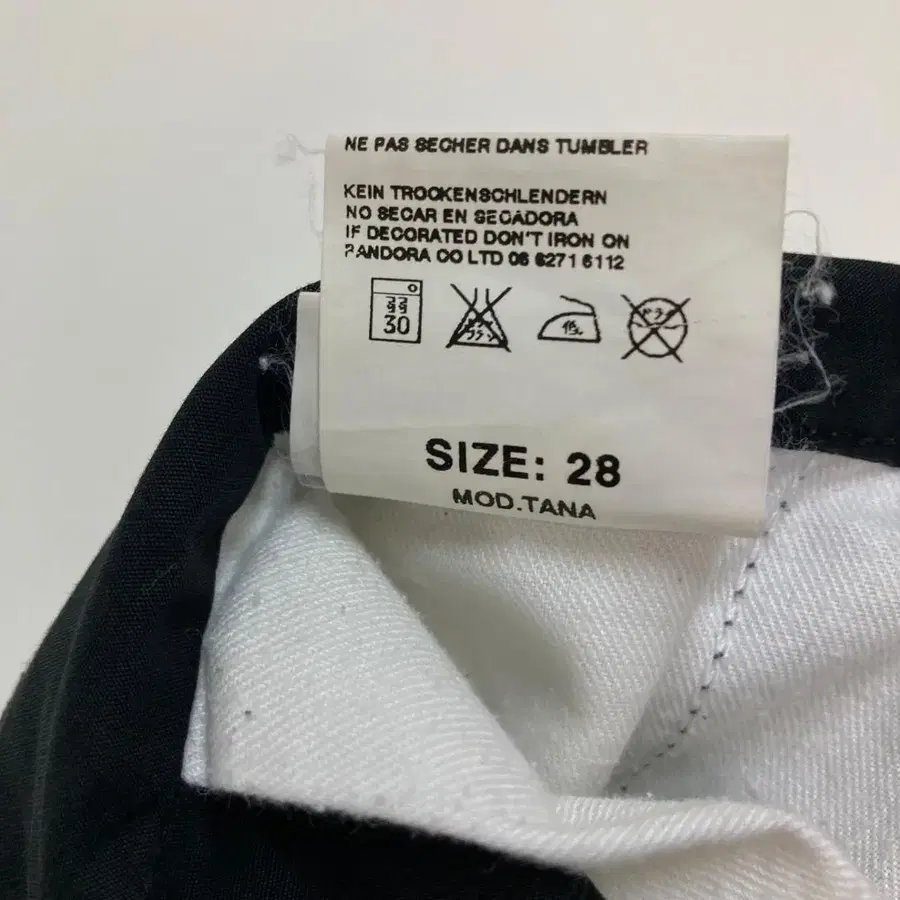 NE PAS SECHER DANS TUMBLER
KEIN TROCKENSCHLENDERN
NO SECAR EN SECADORA
IF DECORATED DON'T IRON ON
PANDORA CO LTD 06 6271 6112
30
低
SIZE: 28
MOD.TANA